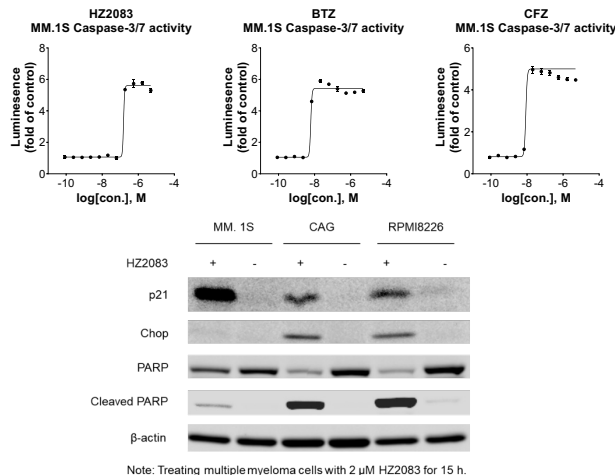 HZ2083
MM.1S Caspase-3/7 activity
Luminesence
(fold of control)
8
6
4
2
0
-10 -8 -6 -4
log[con.], M
BTZ
MM.1S Caspase-3/7 activity
Luminesence
(fold of control)
8
6
4
2
0
-10 -8 -6 -4
log[con.], M
CFZ
MM.1S Caspase-3/7 activity
Luminesence
(fold of control)
6
4
2
0
-10 -8 -6 -4
log[con.], M
MM. 1S CAG RPMI8226
HZ2083 + - + - + -
p21
Chop
PARP
Cleaved PARP
β-actin
Note: Treating multiple myeloma cells with 2 μM HZ2083 for 15 h.